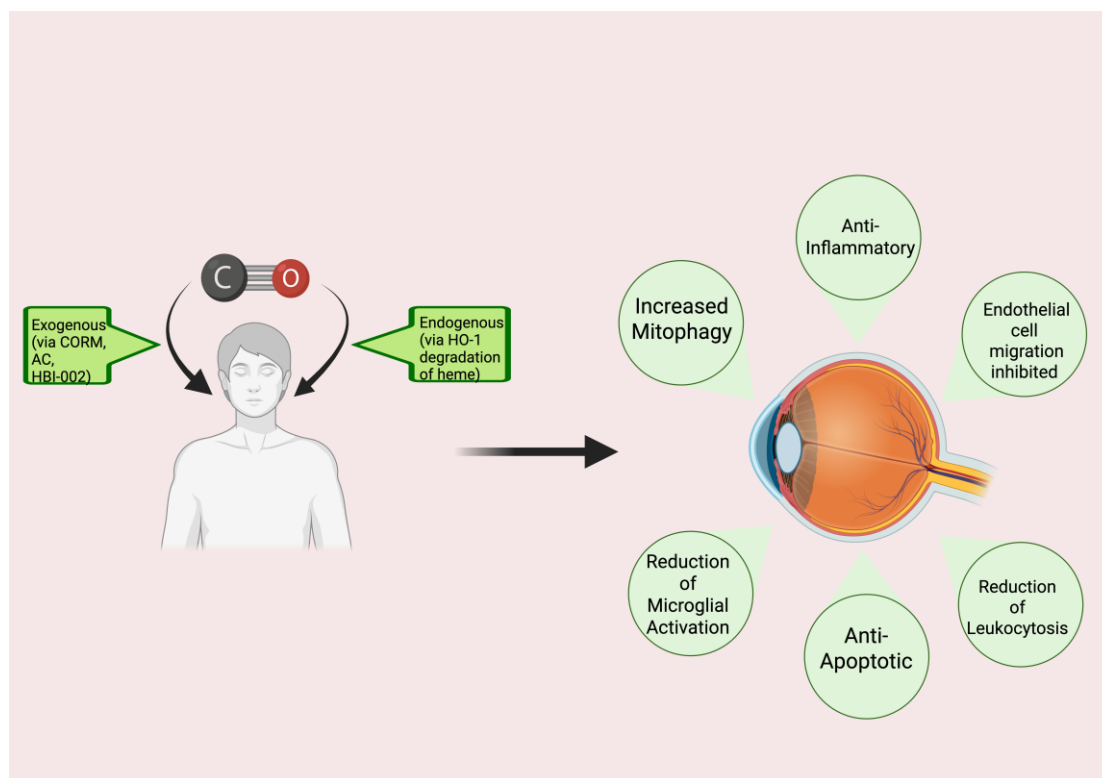 C O
Exogenous
(via CORM,
AC,
HBI-002)
Endogenous
(via HO-1
degradation
of heme)
Anti-
Inflammatory
Increased
Mitophagy
Endothelial
cell
migration
inhibited
Reduction
of
Microglial
Activation
Anti-
Apoptotic
Reduction
of
Leukocytosis